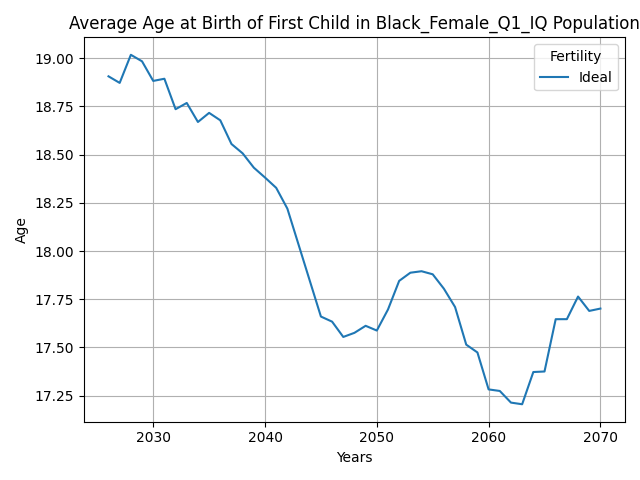 Average Age at Birth of First Child in Black_Female_Q1_IQ Population
Fertility
Ideal
19.00
18.75
18.50
18.25
18.00
17.75
17.50
17.25
Age
2030
2040
2050
2060
2070
Years